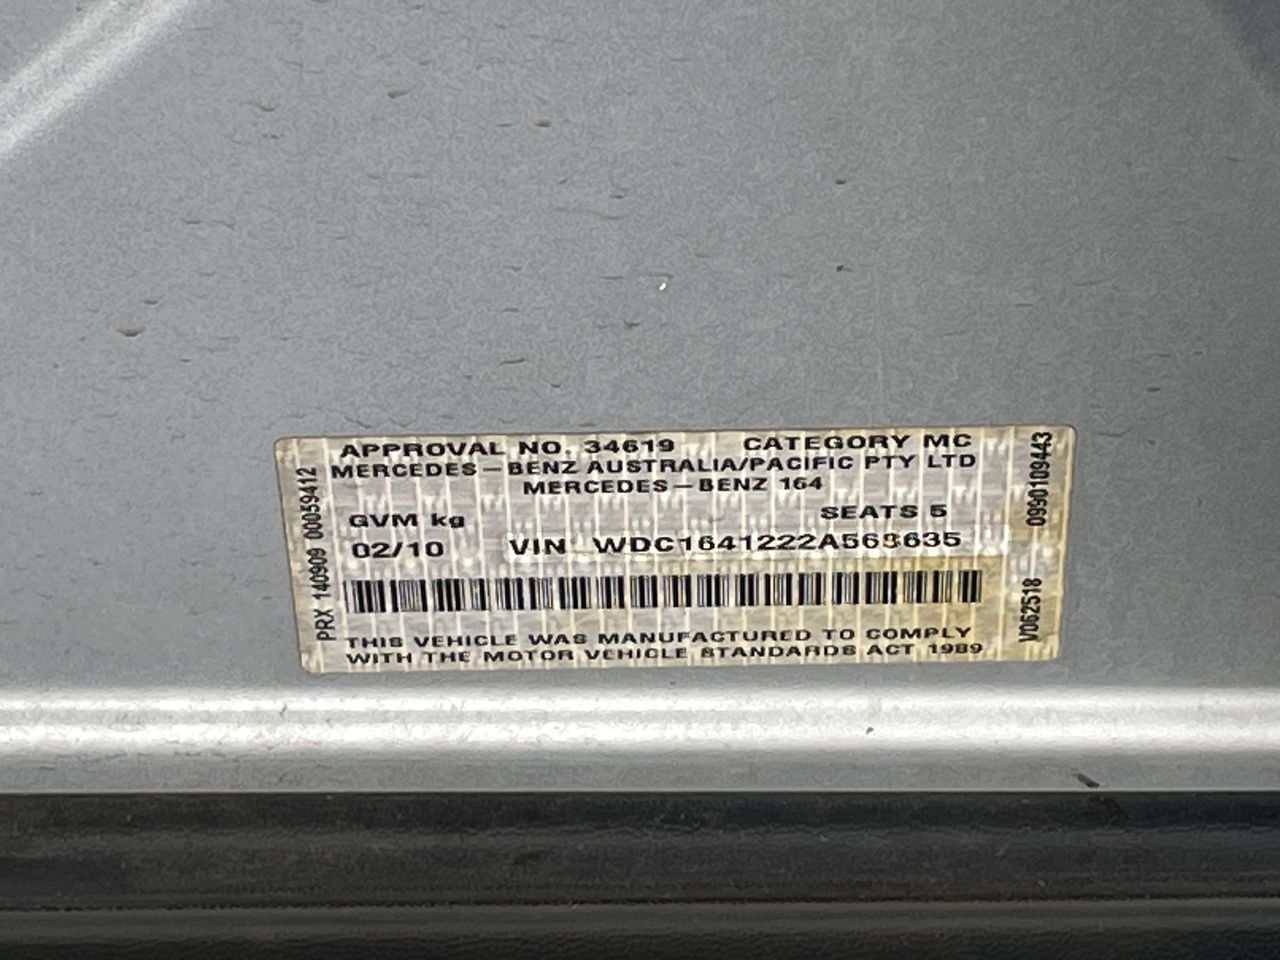 APPROVAL NO. 34619 CATEGORY MC
MERCEDES-BENZ AUSTRALIA/PACIFIC PTY LTD
MERCEDES-BENZ 164
GVM kg SEATS 5
02/10 VIN WDC1641222A563635
THIS VEHICLE WAS MANUFACTURED TO COMPLY
WITH THE MOTOR VEHICLE STANDARDS ACT 1989
PRX 140909 00059412
V062518 0990109443